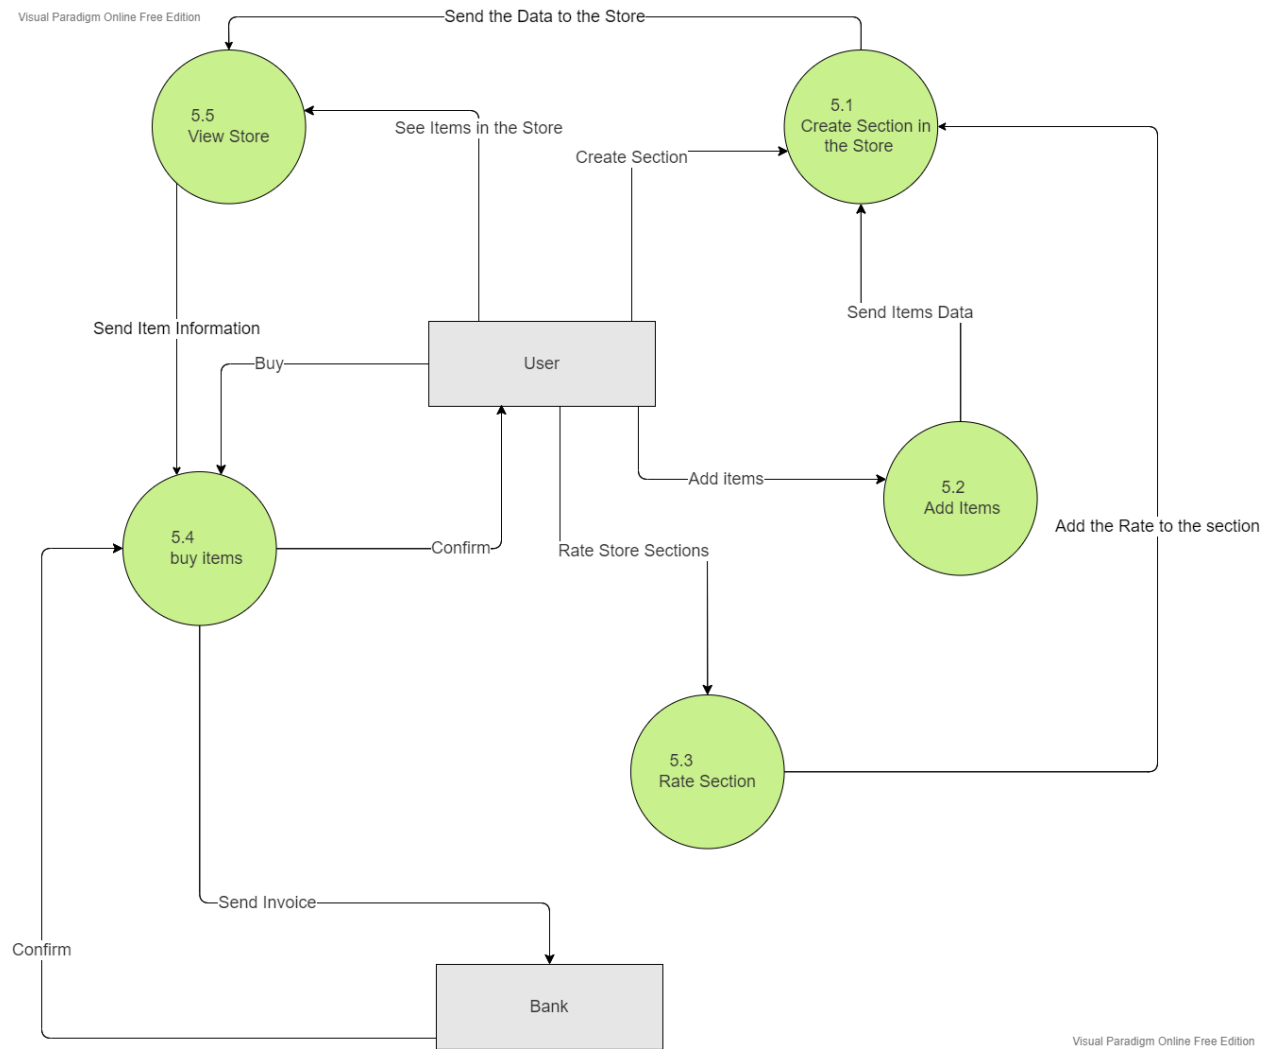 Visual Paradigm Online Free Edition
Send the Data to the Store
5.5
View Store
See Items in the Store
5.1
Create Section in
the Store
Create Section
Send Items Data
Send Item Information
Buy
User
Add items
5.2
Add Items
Add the Rate to the section
5.4
buy items
Confirm
Rate Store Sections
5.3
Rate Section
Send Invoice
Confirm
Bank
Visual Paradigm Online Free Edition